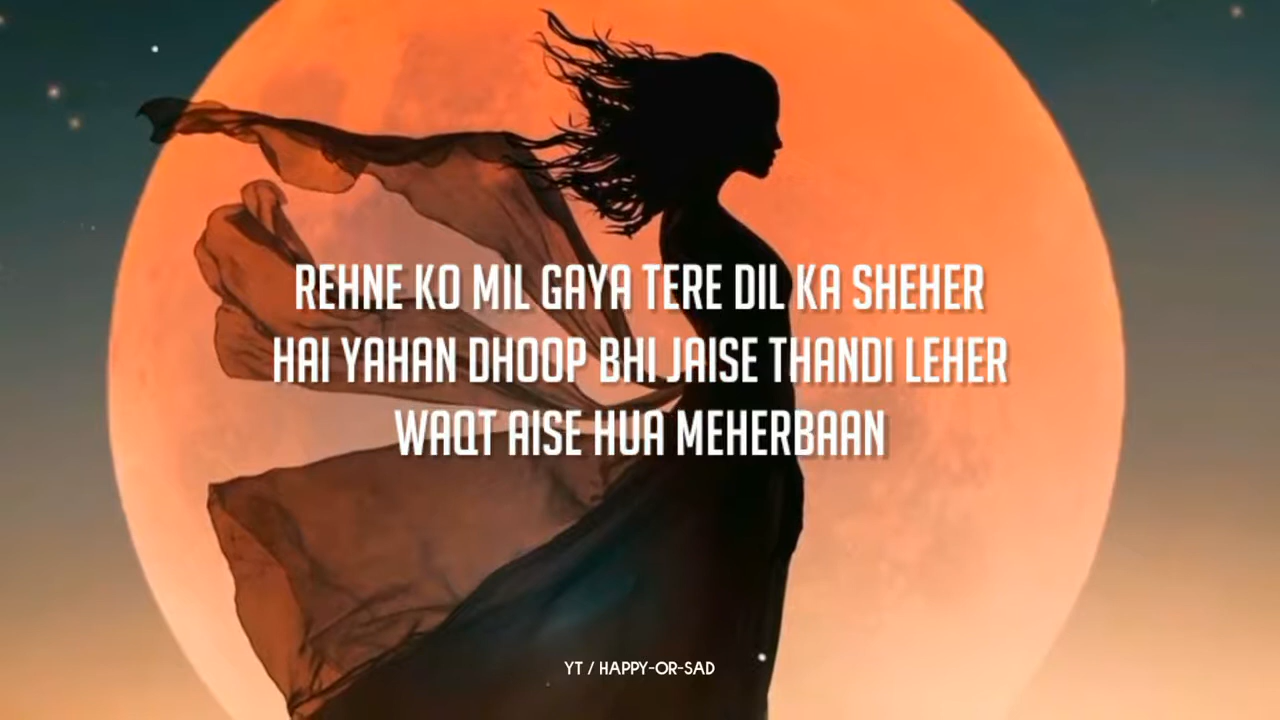 REHNE KO MIL GAYA TERE DIL KA SHEHER
HAI YAHAN DHOOP BHI JAISE THANDI LEHER
WAQT AISE HUA MEHERBAAN
YT / HAPPY-OR-SAD